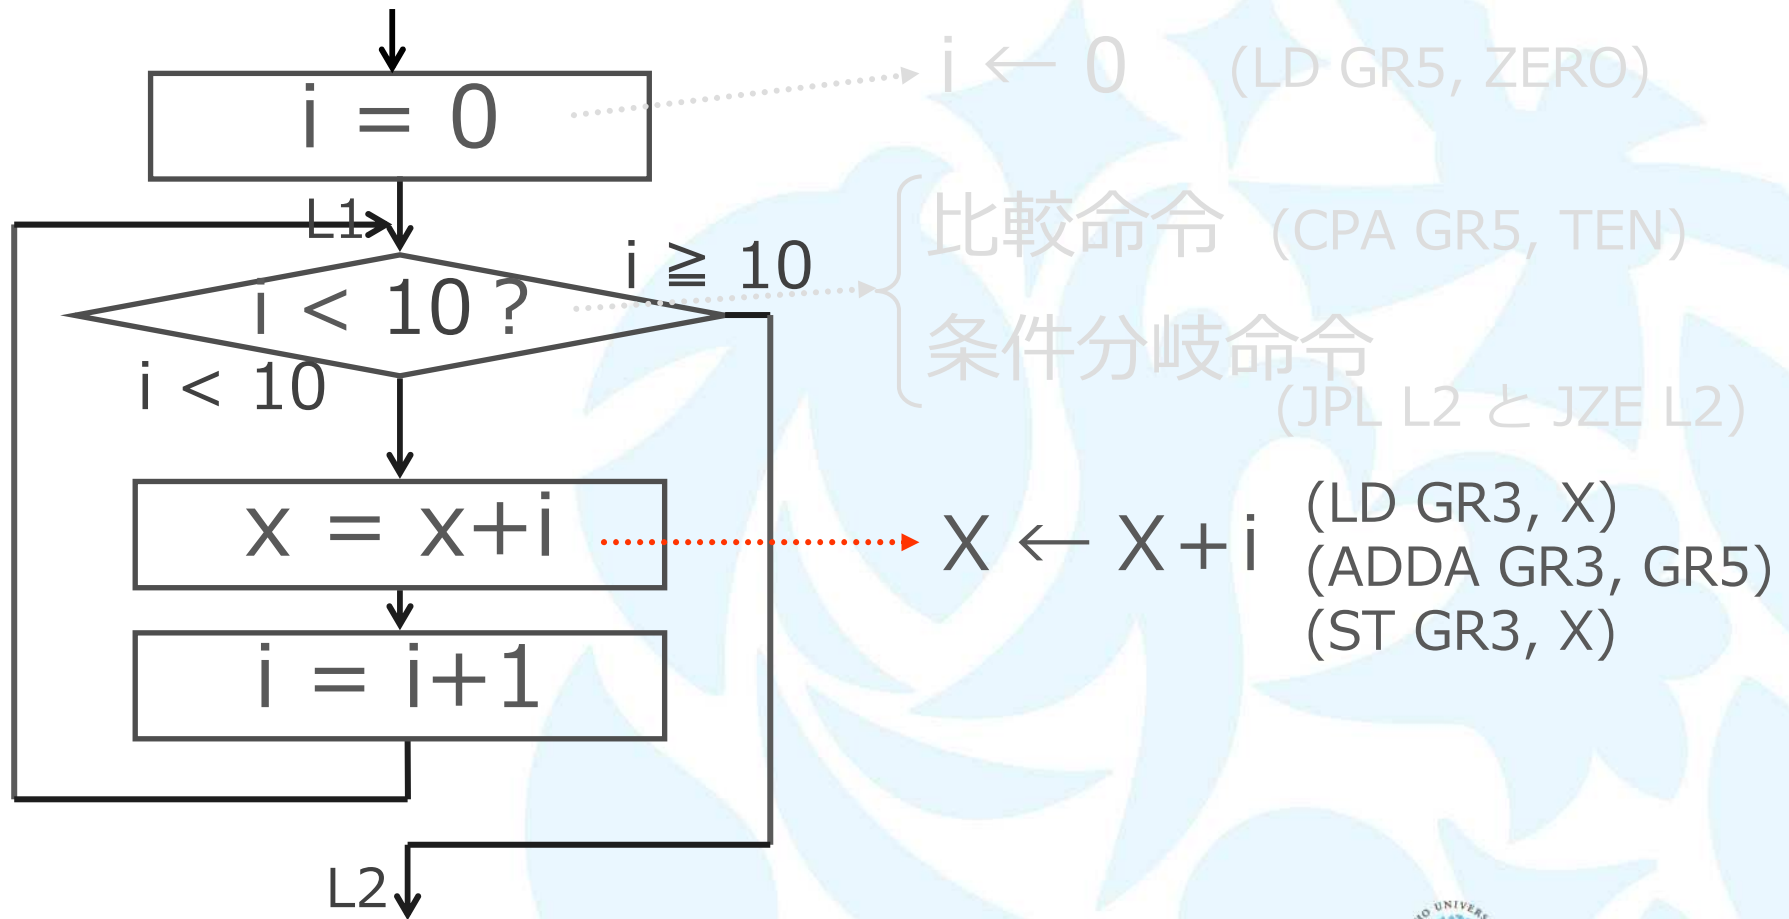 i = 0
i ← 0 (LD GR5, ZERO)
L1
i ≧ 10
i < 10 ?
比較命令 (CPA GR5, TEN)
条件分岐命令
(JPL L2 と JZE L2)
i < 10
x = x+i
X ← X+i
(LD GR3, X)
(ADDA GR3, GR5)
(ST GR3, X)
i = i+1
L2